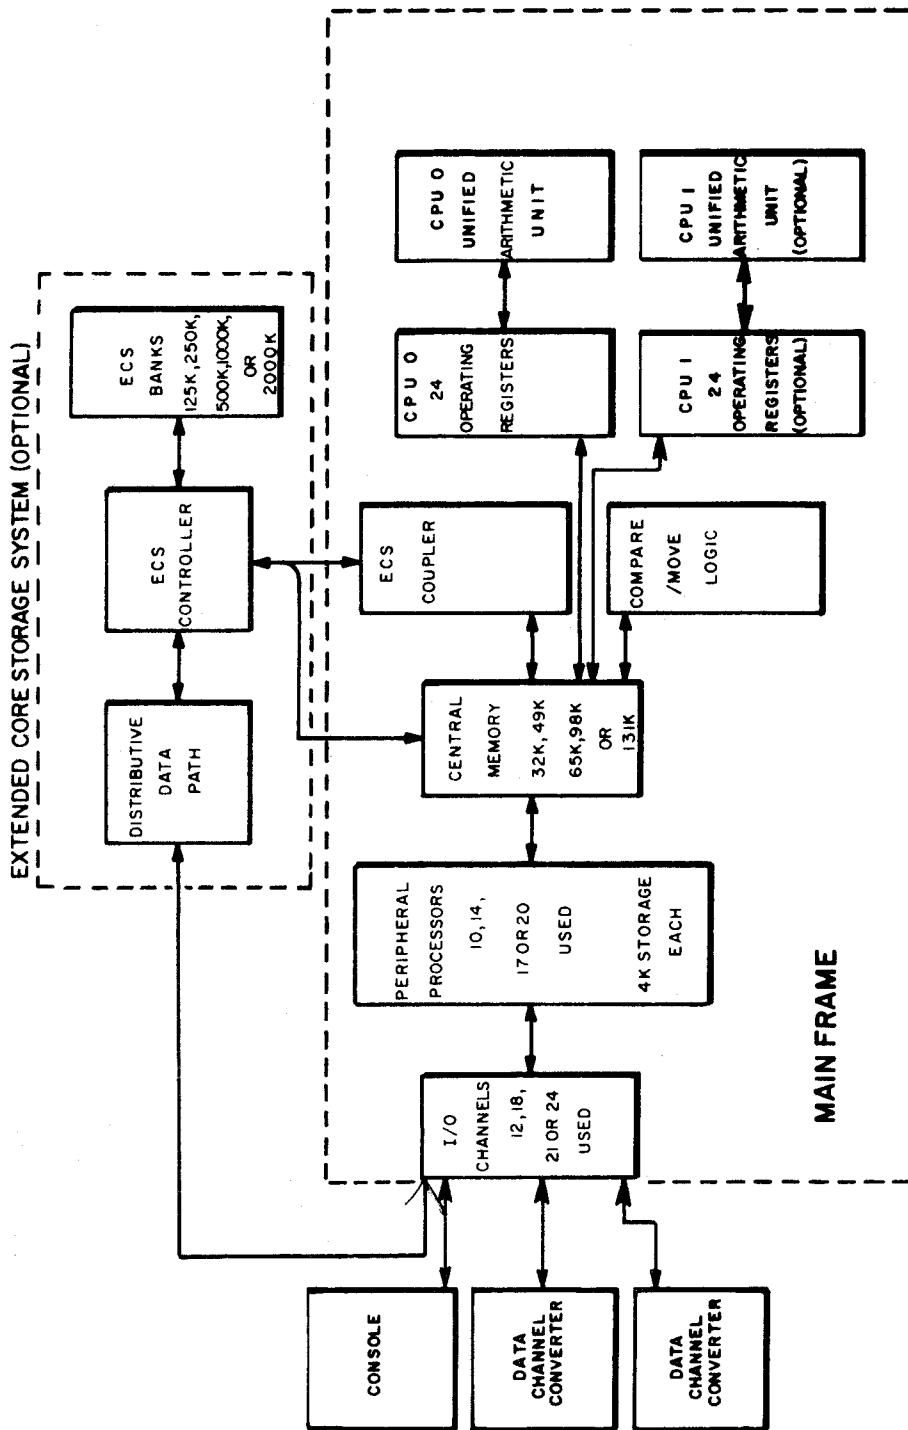 EXTENDED CORE STORAGE SYSTEM (OPTIONAL)
DISTRIBUTIVE
DATA
PATH
ECS
CONTROLLER
ECS
BANKS
125K,250K,
500K,1000K,
OR
2000K
CONSOLE
DATA
CHANNEL
CONVERTER
DATA
CHANNEL
CONVERTER
I/O
CHANNELS
12,18,
21 OR 24
USED
PERIPHERAL
PROCESSORS
10,14,
17 OR 20
USED
4K STORAGE
EACH
CENTRAL
MEMORY
32K,49K
65K,98K
OR
131K
ECS
COUPLER
COMPARE
/MOVE
LOGIC
CPU 0
24
OPERATING
REGISTERS
CPU 0
UNIFIED
ARITHMETIC
UNIT
CPU 1
24
OPERATING
REGISTERS
(OPTIONAL)
CPU 1
UNIFIED
ARITHMETIC
UNIT
(OPTIONAL)
MAIN FRAME